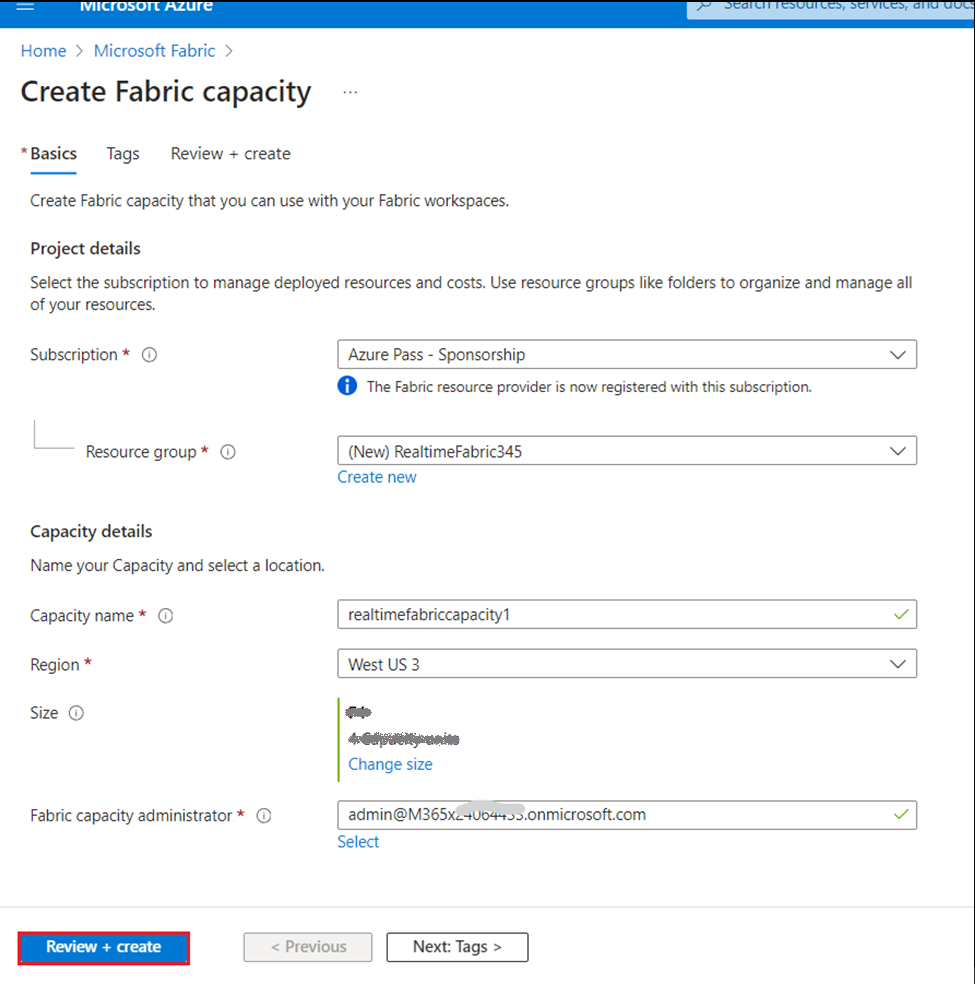 Microsoft Azure
Search resources, services, and docs
Home > Microsoft Fabric >
Create Fabric capacity ...
* Basics Tags Review + create
Create Fabric capacity that you can use with your Fabric workspaces.
Project details
Select the subscription to manage deployed resources and costs. Use resource groups like folders to organize and manage all
of your resources.
Subscription *
Azure Pass - Sponsorship
The Fabric resource provider is now registered with this subscription.
Resource group *
(New) RealtimeFabric345
Create new
Capacity details
Name your Capacity and select a location.
Capacity name *
realtimefabriccapacity1
Region *
West US 3
Size
Capacity units
Change size
Fabric capacity administrator *
admin@M365x .onmicrosoft.com
Select
Review + create
< Previous
Next: Tags >